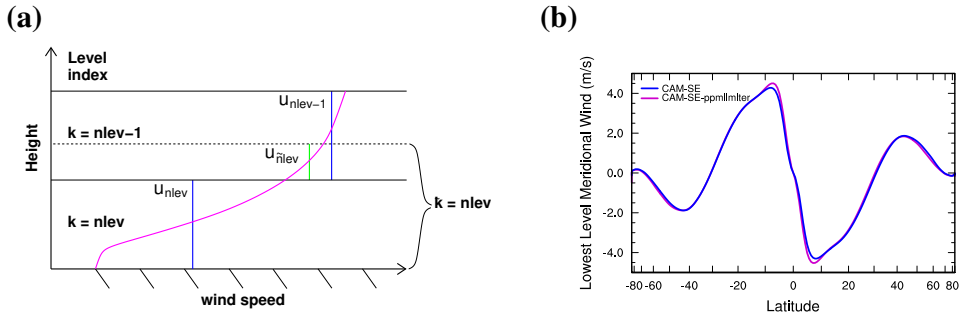 (a)
Level
index
Height
k = nlev−1
k = nlev
u nlev−1
u ñlev
u nlev
k̃ = nlev
wind speed
(b)
Lowest Level Meridional Wind (m/s)
4.0
2.0
0.0
-2.0
-4.0
CAM-SE
CAM-SE-ppmlImIter
-80 -60 -40 -20 0 20 40 60 80
Latitude